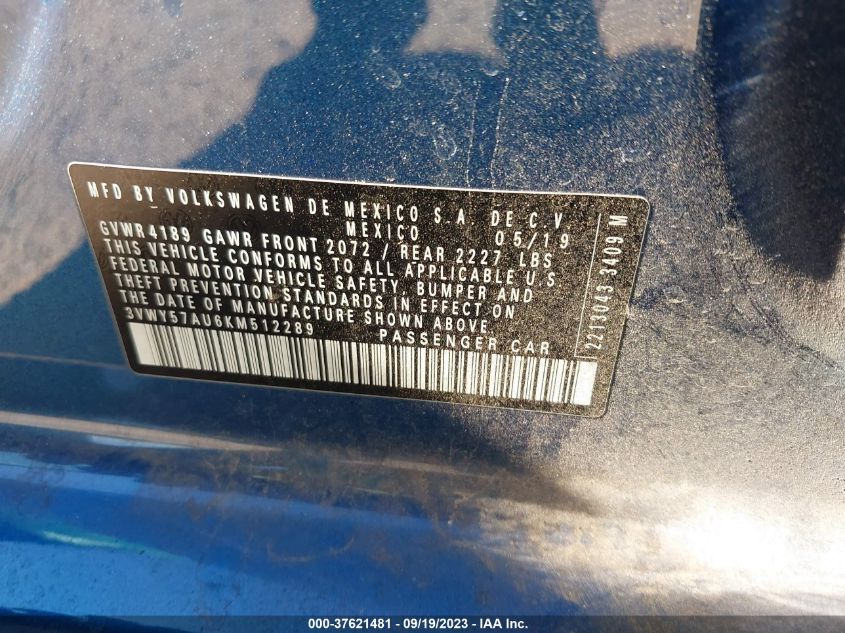 MFD BY VOLKSWAGEN DE MEXICO S.A. DE C.V
MEXICO 05/19
GVWR4189 GAWR FRONT 2072 / REAR 2227 LBS
THIS VEHICLE CONFORMS TO ALL APPLICABLE U.S.
FEDERAL MOTOR VEHICLE SAFETY, BUMPER AND
THEFT PREVENTION STANDARDS IN EFFECT ON
THE DATE OF MANUFACTURE SHOWN ABOVE.
3VWY57AU6KM512289
PASSENGER CAR
2213043 3409 M
000-37621481 - 09/19/2023 - IAA Inc.